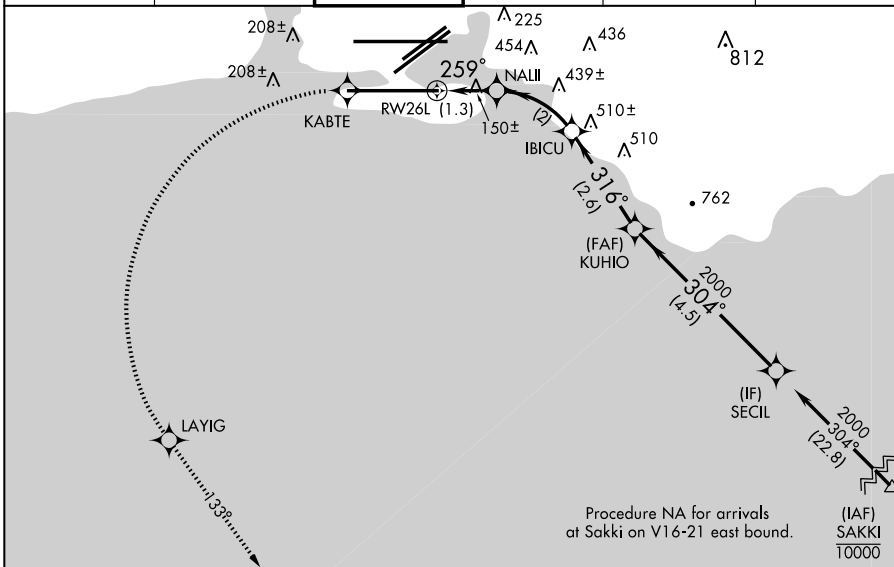 208±
225
454
436
812
208±
259°
NALII
439±
KABTE
RW26L
(1.3)
150±
(2)
510±
IBICU
510
316°
(2.6)
762
(FAF)
KUHIO
2000
304°
(4.5)
(IF)
SECIL
LAYIG
2000
304°
(22.8)
133°
Procedure NA for arrivals
at Sakki on V16-21 east bound.
(IAF)
SAKKI
10000